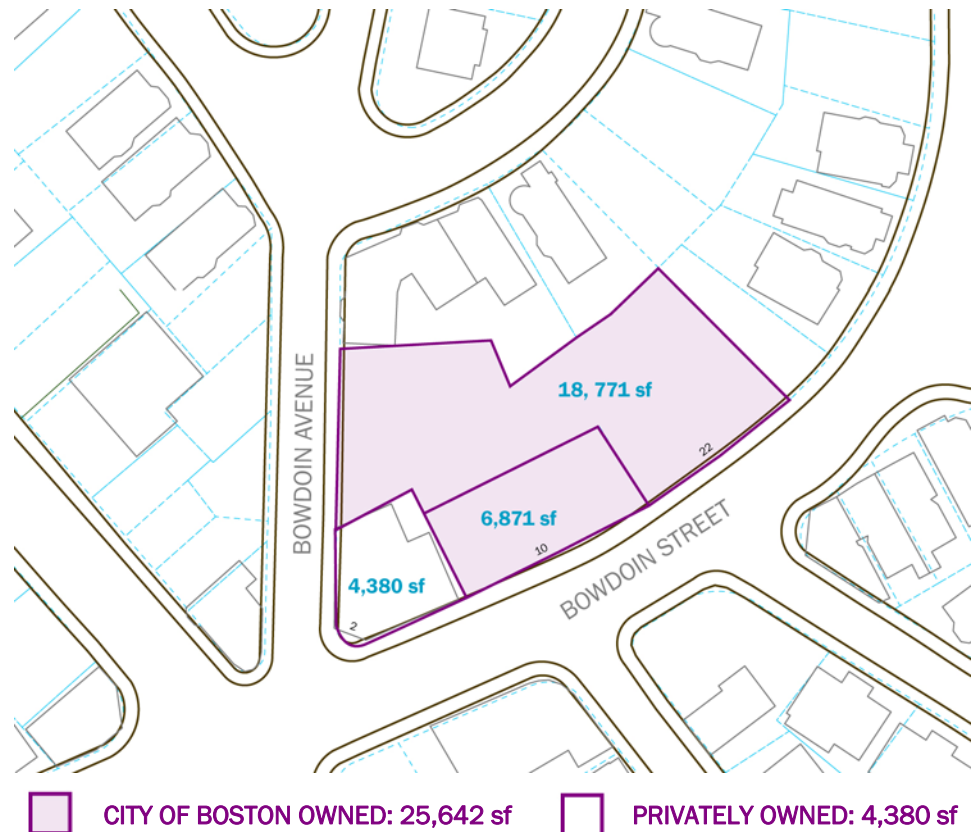 BOWDOIN AVENUE
18, 771 sf
22
6,871 sf
10
BOWDOIN STREET
4,380 sf
2
CITY OF BOSTON OWNED: 25,642 sf
PRIVATELY OWNED: 4,380 sf